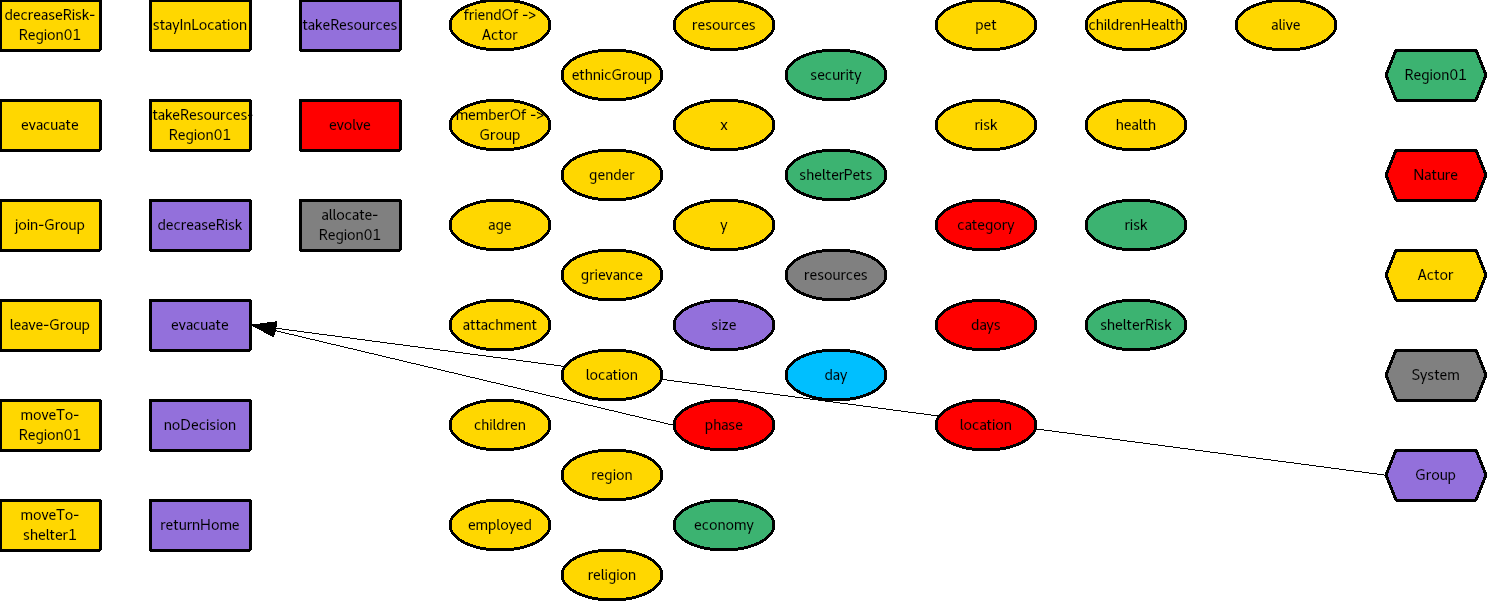 decreaseRisk-
Region01
stayInLocation
takeResources
friendOf ->
Actor
resources
pet
childrenHealth
alive
ethnicGroup
security
Region01
evacuate
takeResources-
Region01
evolve
memberOf ->
Group
x
risk
health
gender
shelterPets
Nature
join-Group
decreaseRisk
allocate-
Region01
age
y
category
risk
grievance
resources
Actor
leave-Group
evacuate
attachment
size
days
shelterRisk
location
day
System
moveTo-
Region01
noDecision
children
phase
location
region
Group
moveTo-
shelter1
returnHome
employed
economy
religion